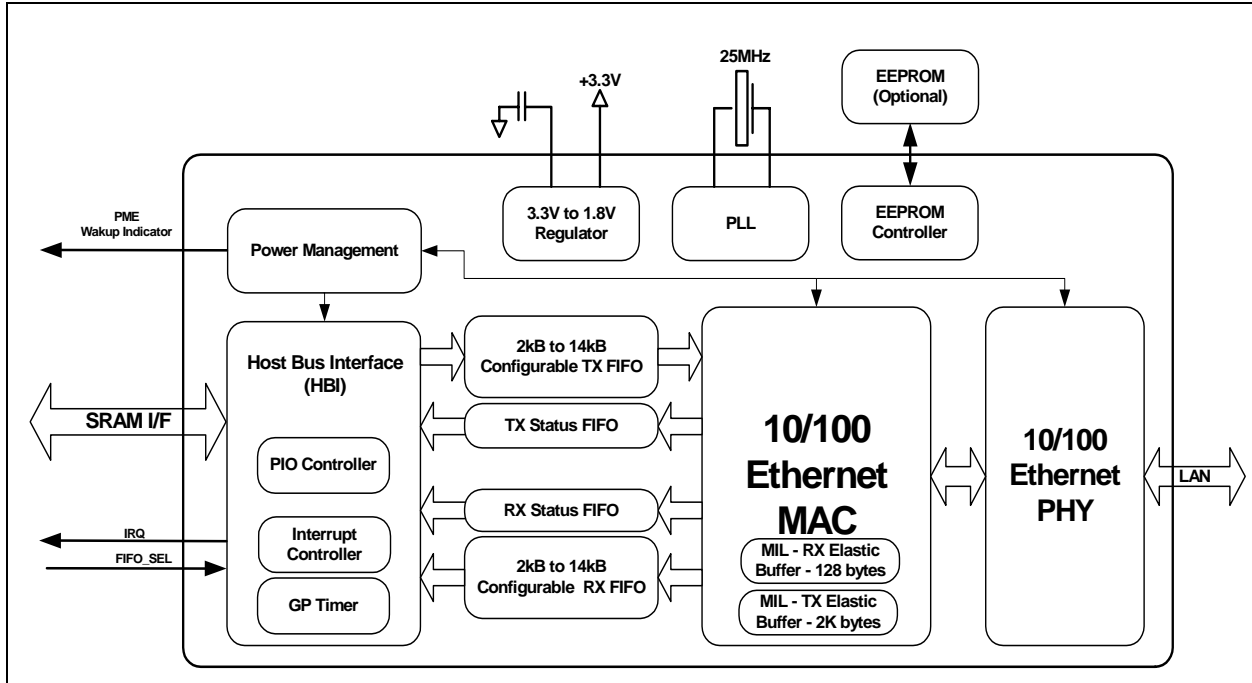 25MHz
+3.3V
EEPROM
(Optional)
3.3V to 1.8V
Regulator
PLL
EEPROM
Controller
PME
Wakup Indicator
Power Management
Host Bus Interface
(HBI)
2kB to 14kB
Configurable TX FIFO
SRAM I/F
TX Status FIFO
PIO Controller
10/100
Ethernet
MAC
10/100
Ethernet
PHY
LAN
RX Status FIFO
IRQ
Interrupt
Controller
FIFO_SEL
2kB to 14kB
Configurable RX FIFO
GP Timer
MIL - RX Elastic
Buffer - 128 bytes
MIL - TX Elastic
Buffer - 2K bytes